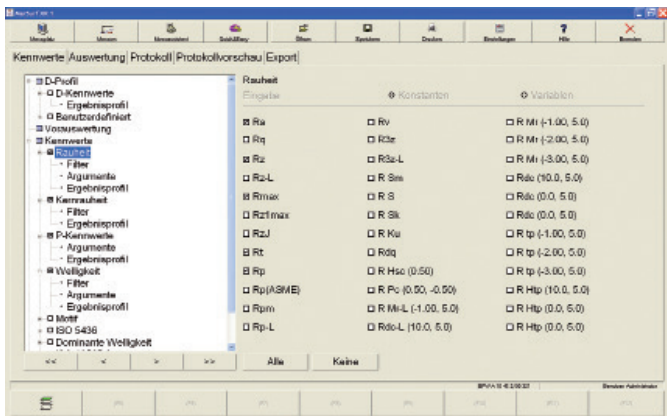 Messplatz Messen Messassistent Quick&Easy Öffnen Speichern Drucken Einstellungen Hilfe Beenden
Kennwerte Auswertung Protokoll Protokollvorschau Export
D-Profil
D-Kennwerte
Ergebnisprofil
Benutzerdefiniert
Vorauswertung
Kennwerte
Rauheit
Filter
Argumente
Ergebnisprofil
Kernrauheit
Filter
Ergebnisprofil
P-Kennwerte
Argumente
Ergebnisprofil
Welligkeit
Filter
Argumente
Ergebnisprofil
Motif
ISO 5436
Dominante Welligkeit
<< < > >>
Rauheit
Eingabe Konstanten Variablen
Ra Rv R Mr (-1.00, 5.0)
Rq R3z R Mr (-2.00, 5.0)
Rz R3z-L R Mr (-3.00, 5.0)
Rz-L R Sm Rdc (10.0, 5.0)
Rmax R S Rdc (0.0, 5.0)
Rz1max R Sk Rdc (0.0, 5.0)
RzJ R Ku R tp (-1.00, 5.0)
Rt Rdq R tp (-2.00, 5.0)
Rp R Hsc (0.50) R tp (-3.00, 5.0)
Rp(ASME) R Pc (0.50, -0.50) R Htp (10.0, 5.0)
Rpm R Mr-L (-1.00, 5.0) R Htp (0.0, 5.0)
Rp-L Rdc-L (10.0, 5.0) R Htp (0.0, 5.0)
Alle Keine
Benutzer: Administrator